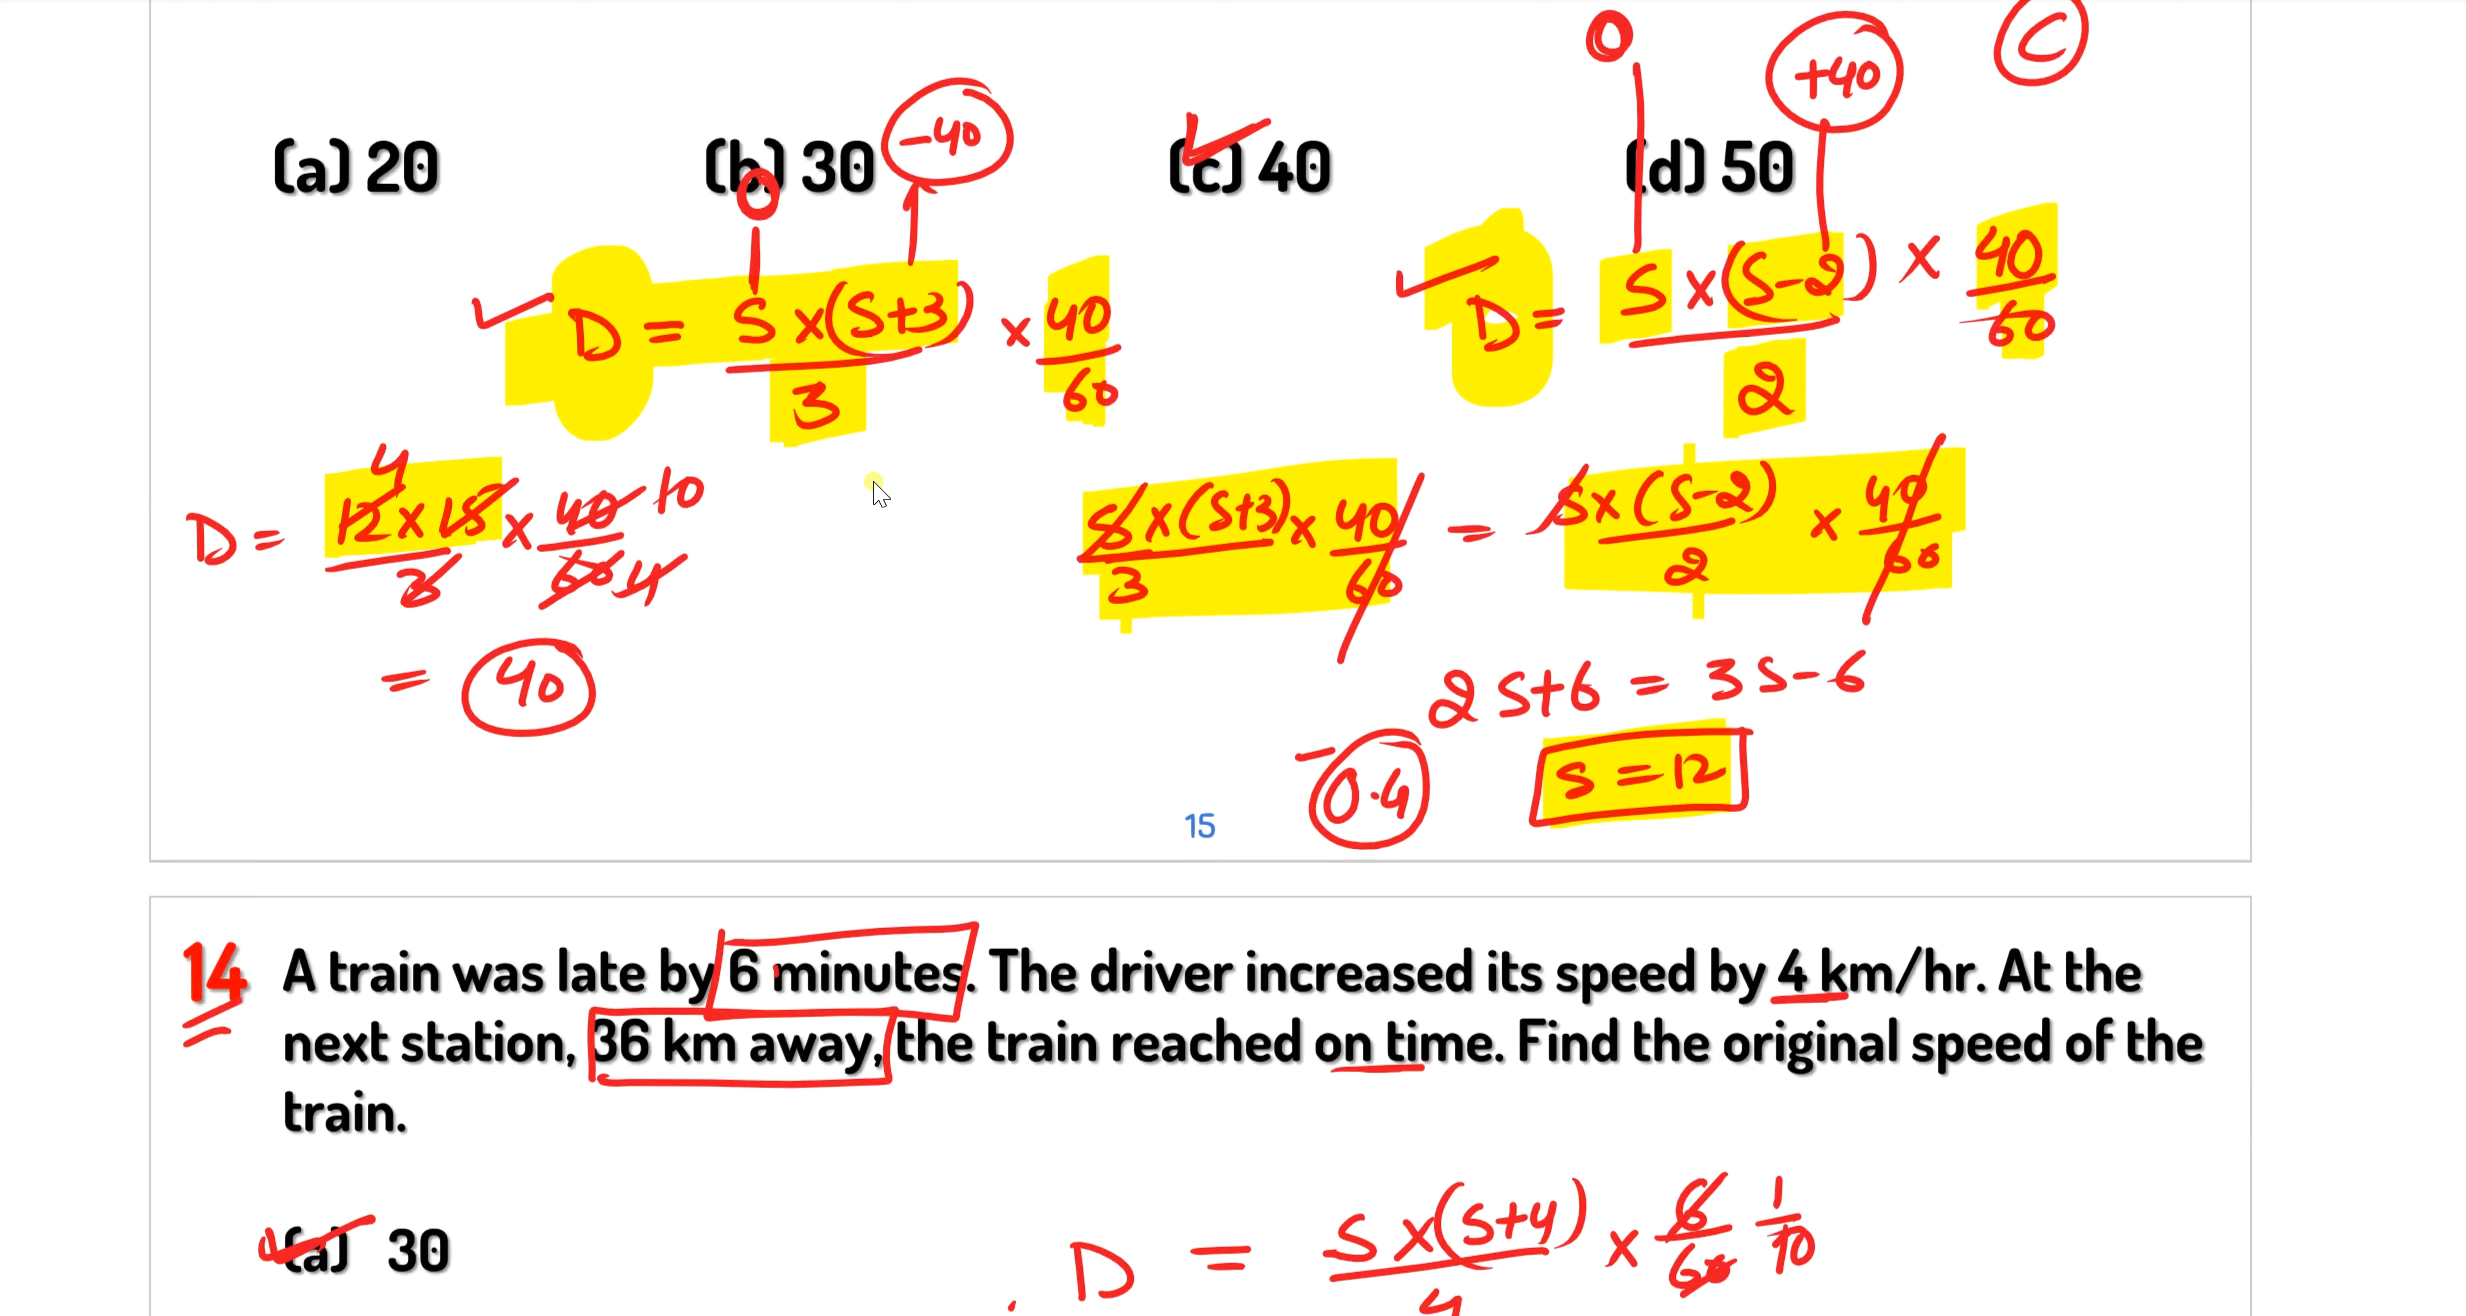 O +40 C
-40
(a) 20 (b) 30 (c) 40 (d) 50
O
D = S×(S+3)/3 × 40/60
D = S×(S-2)/2 × 40/60
D = 12×15/3 × 40/60 4 10 4
S×(S+3)/3 × 40/60 = S×(S-2)/2 × 40/60
= 40
2S+6 = 3S-6
-0.4 S = 12
15
14 A train was late by 6 minutes. The driver increased its speed by 4 km/hr. At the
next station, 36 km away, the train reached on time. Find the original speed of the
train.
(a) 30
D = S×(S+4)/4 × 6/60 1/10